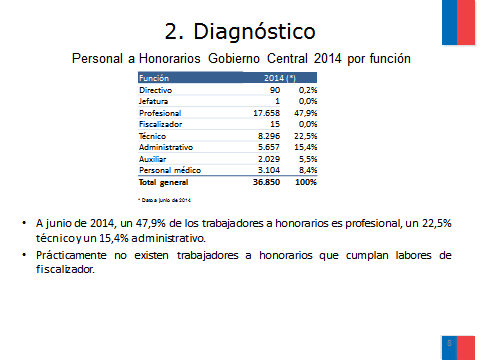 2. Diagnóstico
Personal a Honorarios Gobierno Central 2014 por función
Función 2014 (*)
Directivo 90 0,2%
Jefatura 1 0,0%
Profesional 17.658 47,9%
Fiscalizador 15 0,0%
Técnico 8.296 22,5%
Administrativo 5.657 15,4%
Auxiliar 2.029 5,5%
Personal médico 3.104 8,4%
Total general 36.850 100%
* Dato a junio de 2014
• A junio de 2014, un 47,9% de los trabajadores a honorarios es profesional, un 22,5%
técnico y un 15,4% administrativo.
• Prácticamente no existen trabajadores a honorarios que cumplan labores de
fiscalizador.